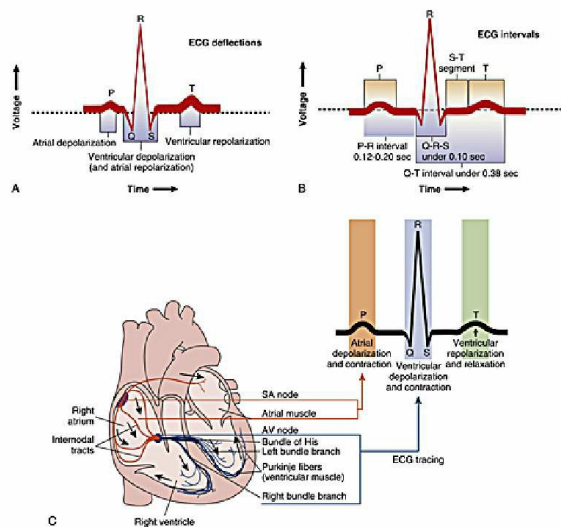 R
ECG deflections
Voltage
P
T
Q
S
Atrial depolarization
Ventricular repolarization
Ventricular depolarization
(and atrial repolarization)
A
Time
R
ECG intervals
S-T
segment
P
T
Voltage
P-R interval
0.12-0.20 sec
Q-R-S
under 0.10 sec
Q-T interval under 0.38 sec
B
Time
R
P
T
Q
S
Atrial
depolarization
and contraction
Ventricular
depolarization
and contraction
Ventricular
repolarization
and relaxation
SA node
Atrial muscle
AV node
Bundle of His
Left bundle branch
Purkinje fibers
(ventricular muscle)
Right bundle branch
ECG tracing
Right
atrium
Internodal
tracts
Right ventricle
C